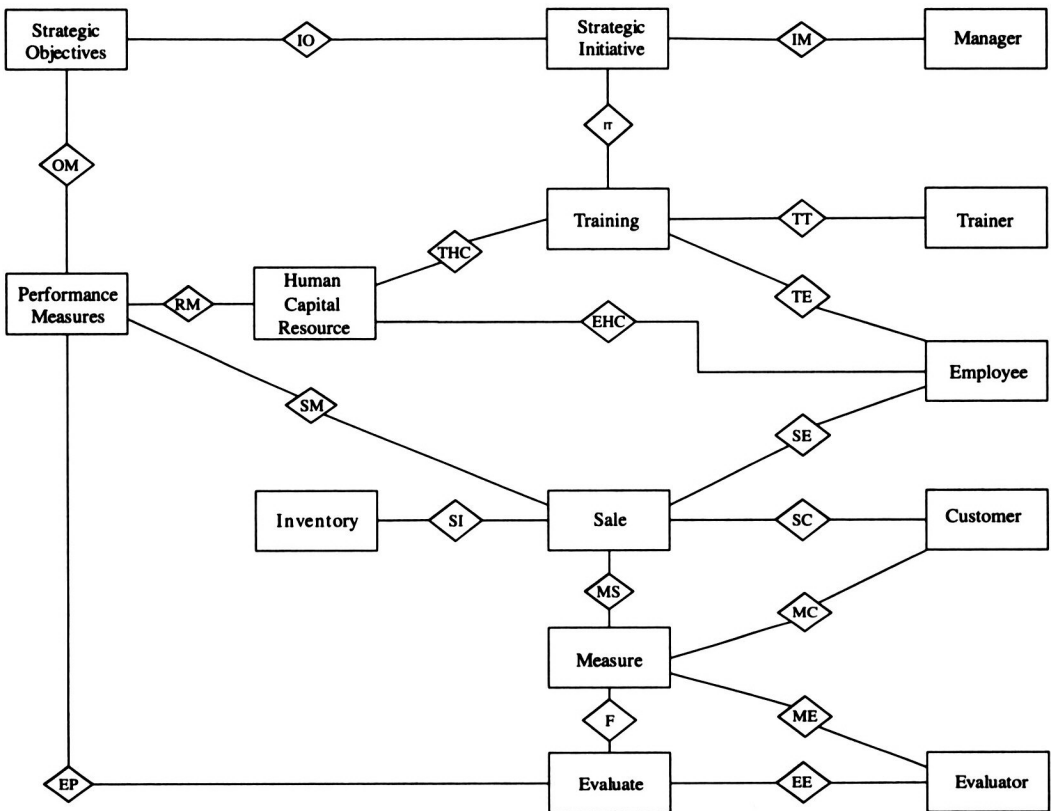 Strategic
Objectives
IO
Strategic
Initiative
IM
Manager
IT
OM
Training
TT
Trainer
THC
Performance
Measures
RM
Human
Capital
Resource
TE
EHC
Employee
SM
SE
Inventory
SI
Sale
SC
Customer
MS
MC
Measure
F
ME
EP
Evaluate
EE
Evaluator